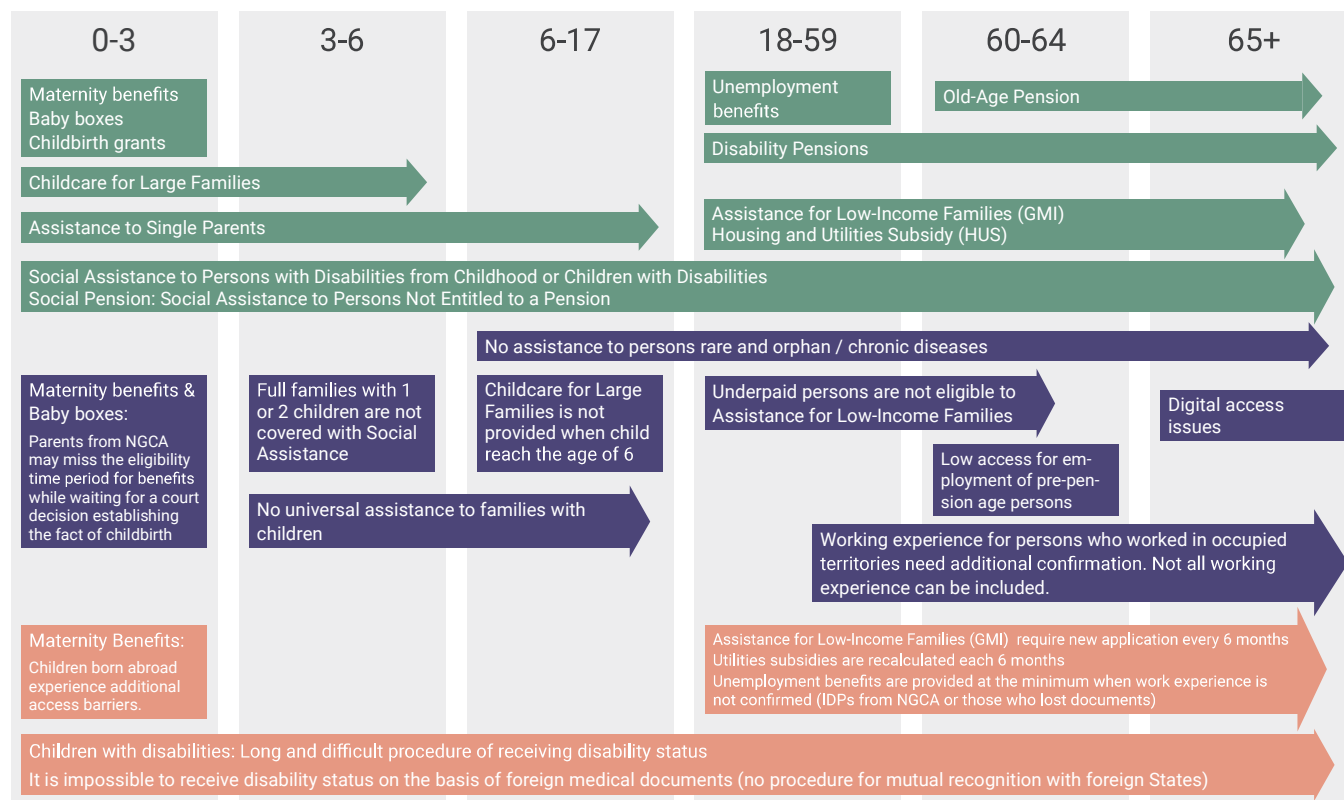 0-3
3-6
6-17
18-59
60-64
65+
Maternity benefits
Baby boxes
Childbirth grants
Unemployment
benefits
Old-Age Pension
Disability Pensions
Childcare for Large Families
Assistance to Single Parents
Assistance for Low-Income Families (GMI)
Housing and Utilities Subsidy (HUS)
Social Assistance to Persons with Disabilities from Childhood or Children with Disabilities
Social Pension: Social Assistance to Persons Not Entitled to a Pension
No assistance to persons rare and orphan / chronic diseases
Maternity benefits &
Baby boxes:
Parents from NGCA
may miss the eligibility
time period for benefits
while waiting for a court
decision establishing
the fact of childbirth
Full families with 1
or 2 children are not
covered with Social
Assistance
Childcare for Large
Families is not
provided when child
reach the age of 6
Underpaid persons are not eligible to
Assistance for Low-Income Families
Digital access
issues
Low access for em-
ployment of pre-pen-
sion age persons
No universal assistance to families with
children
Working experience for persons who worked in occupied
territories need additional confirmation. Not all working
experience can be included.
Maternity Benefits:
Children born abroad
experience additional
access barriers.
Assistance for Low-Income Families (GMI) require new application every 6 months
Utilities subsidies are recalculated each 6 months
Unemployment benefits are provided at the minimum when work experience is
not confirmed (IDPs from NGCA or those who lost documents)
Children with disabilities: Long and difficult procedure of receiving disability status
It is impossible to receive disability status on the basis of foreign medical documents (no procedure for mutual recognition with foreign States)